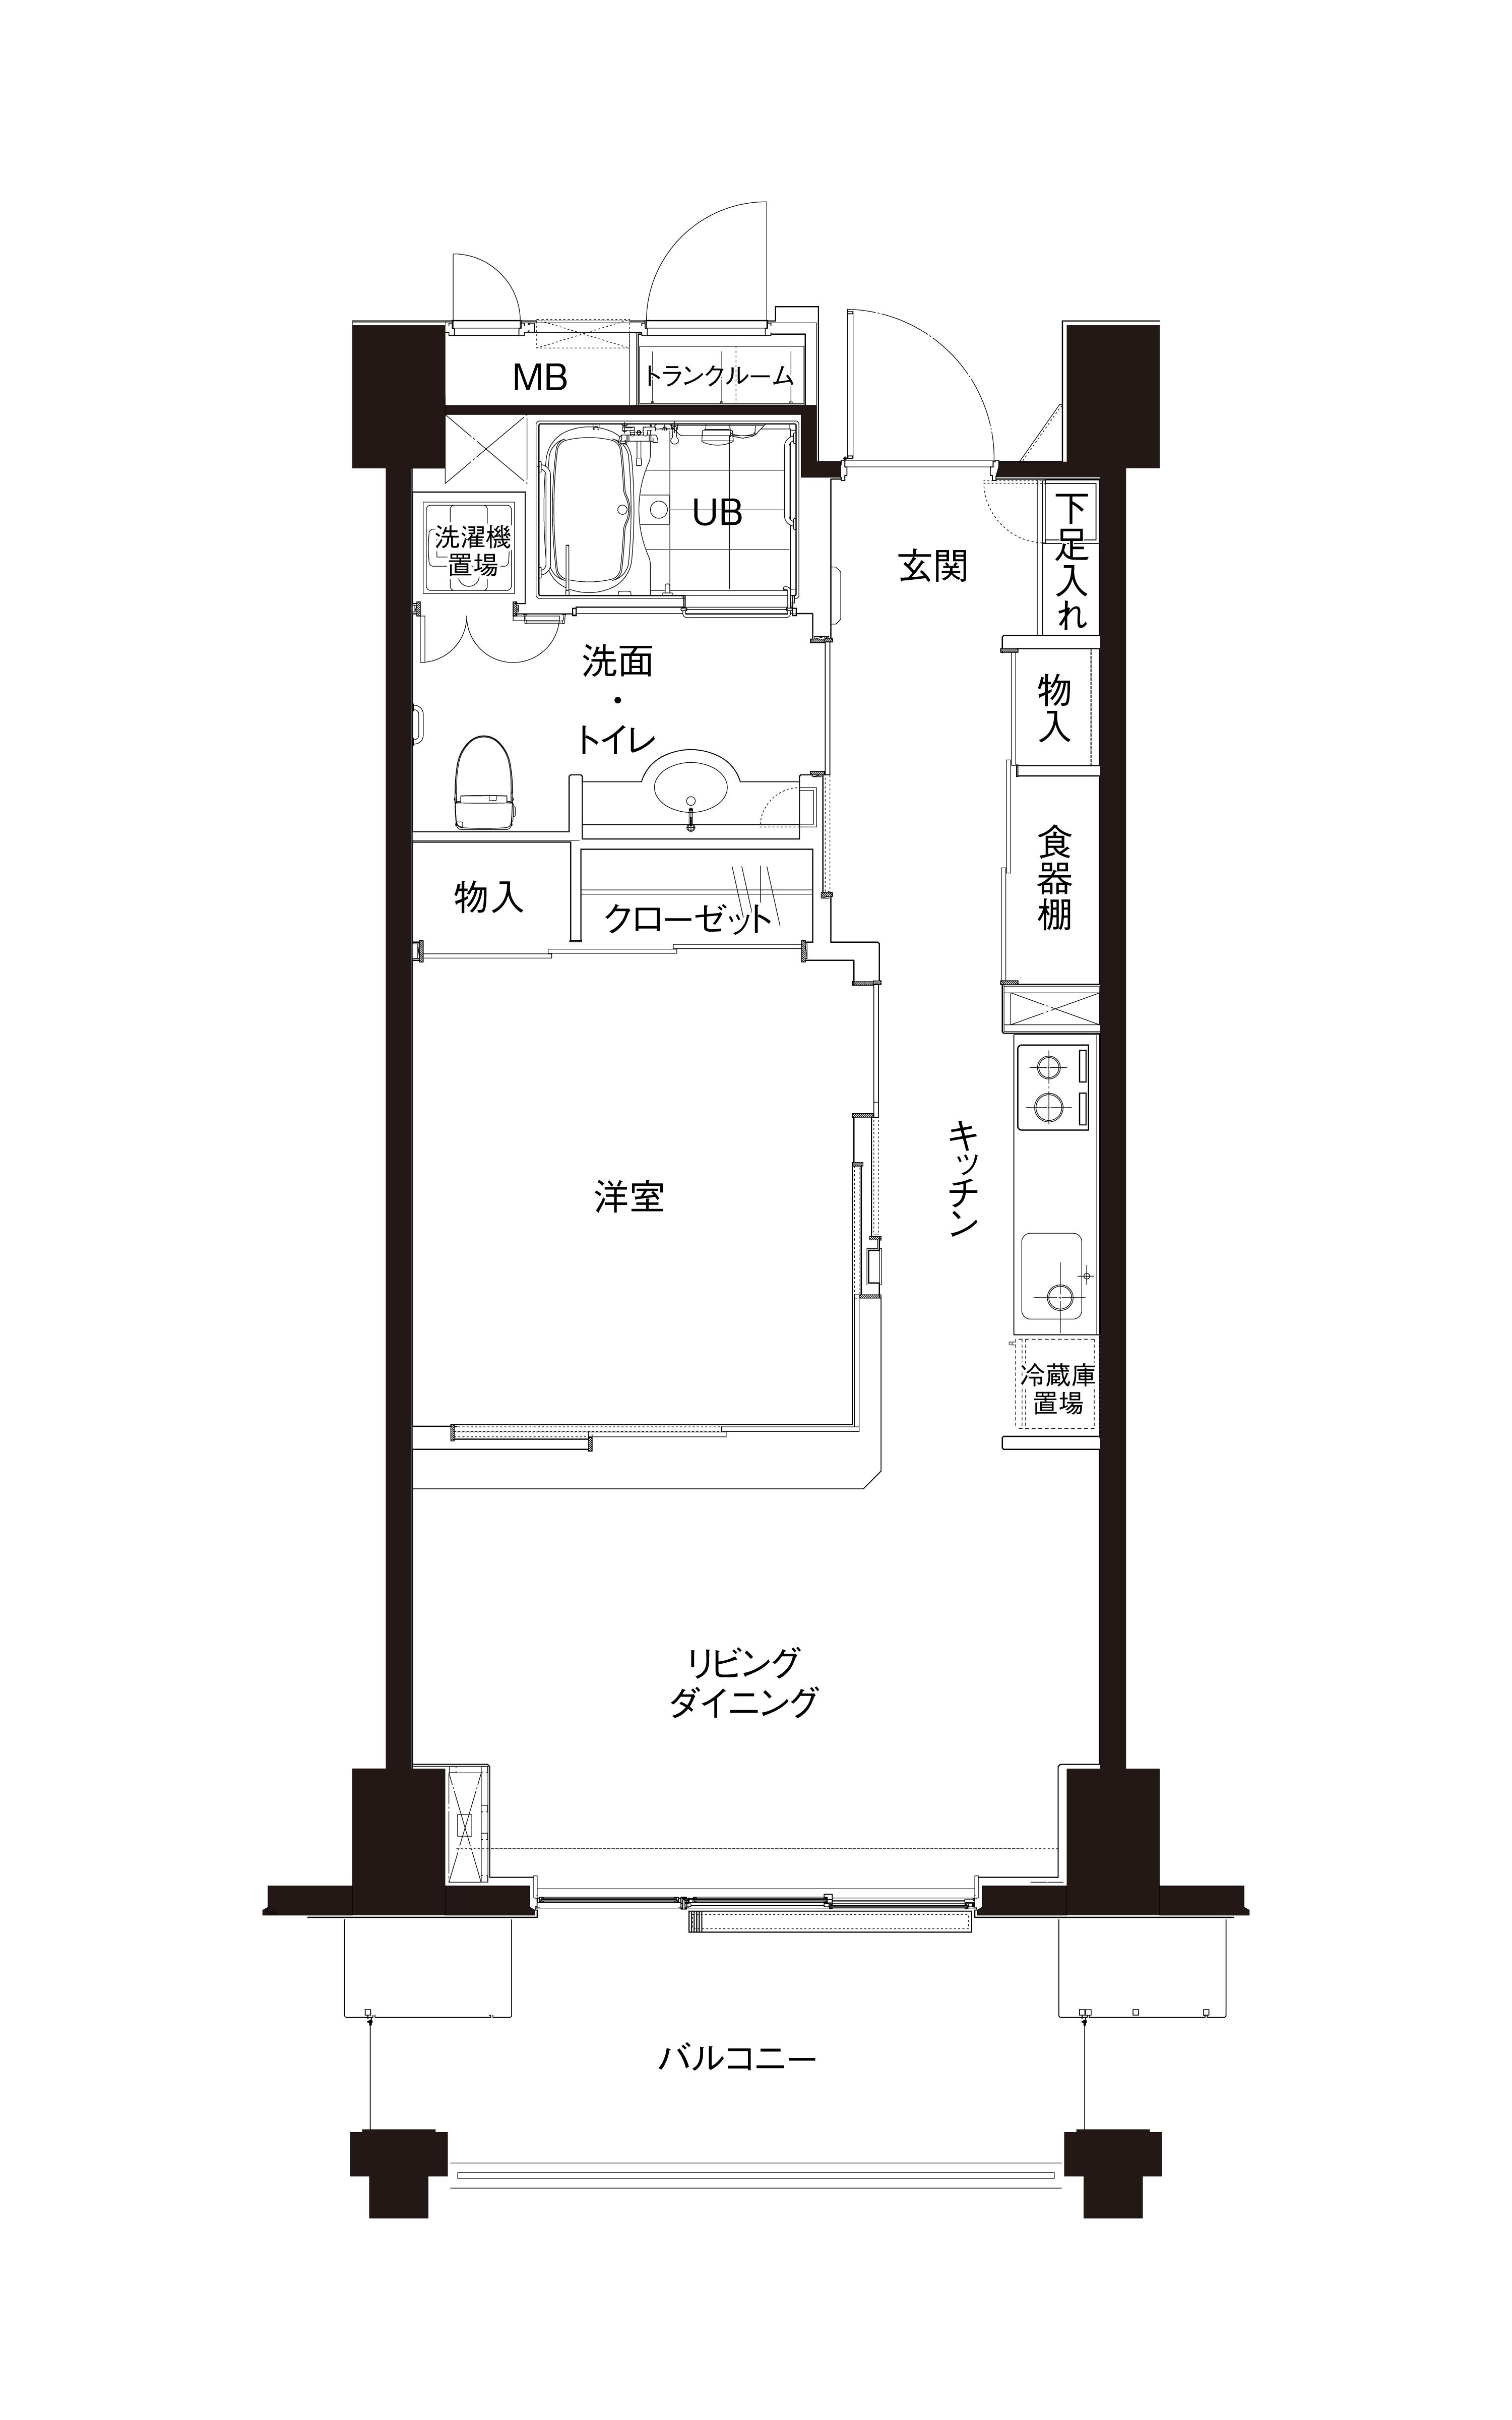 MB
トランクルーム
UB
洗濯機
置場
玄関
下足入れ
洗面
・
トイレ
物入
食器棚
物入
クローゼット
キッチン
洋室
冷蔵庫
置場
リビング
ダイニング
バルコニー